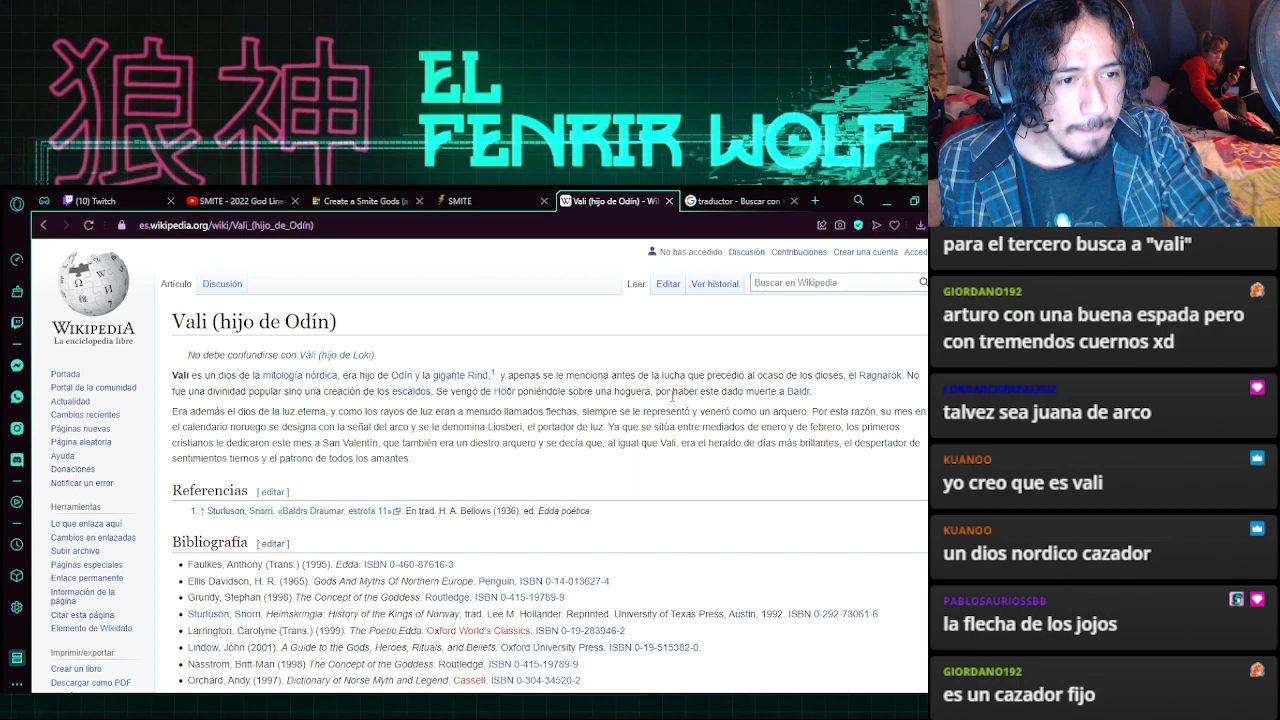 狼神
EL
FENRIR WOLF
(10) Twitch
SMITE - 2022 God Line
Create a Smite Gods (a
SMITE
Vali (hijo de Odín) - Wi
traductor - Buscar con
es.wikipedia.org/wiki/Vali_(hijo_de_Odín)
No has accedido Discusión Contribuciones Crear una cuenta Acced
WIKIPEDIA
La enciclopedia libre
Artículo Discusión
Leer Editar Ver historial Buscar en Wikipedia
Portada
Portal de la comunidad
Actualidad
Cambios recientes
Páginas nuevas
Página aleatoria
Ayuda
Donaciones
Notificar un error
Herramientas
Lo que enlaza aquí
Cambios en enlazadas
Subir archivo
Páginas especiales
Enlace permanente
Información de la
página
Citar esta página
Elemento de Wikidata
Imprimir/exportar
Crear un libro
Descargar como PDF
Vali (hijo de Odín)
No debe confundirse con Váli (hijo de Loki).
Vali es un dios de la mitología nórdica, era hijo de Odín y la gigante Rind,1 y apenas se le menciona antes de la lucha que precedió al ocaso de los dioses, el Ragnarök. No
fue una divinidad popular sino una creación de los escaldos. Se vengó de Höðr poniéndole sobre una hoguera, por haber este dado muerte a Baldr.
Era además el dios de la luz eterna, y como los rayos de luz eran a menudo llamados flechas, siempre se le representó y veneró como un arquero. Por esta razón, su mes en
el calendario noruego se designa con la señal del arco y se le denomina Liosberi, el portador de luz. Ya que se sitúa entre mediados de enero y de febrero, los primeros
cristianos le dedicaron este mes a San Valentín, que también era un diestro arquero y se decía que, al igual que Vali, era el heraldo de días más brillantes, el despertador de
sentimientos tiernos y el patrono de todos los amantes.
Referencias [ editar ]
1. ↑ Sturluson, Snorri. «Baldrs Draumar, estrofa 11» . En trad. H. A. Bellows (1936), ed. Edda poética.
Bibliografía [ editar ]
• Faulkes, Anthony (Trans.) (1995). Edda. ISBN 0-460-87616-3
• Ellis Davidson, H. R. (1965). Gods And Myths Of Northern Europe. Penguin. ISBN 0-14-013627-4
• Grundy, Stephan (1998) The Concept of the Goddess. Routledge. ISBN 0-415-19789-9
• Sturluson, Snorri. Heimskringla: History of the Kings of Norway, trad. Lee M. Hollander. Reprinted. University of Texas Press, Austin, 1992. ISBN 0-292-73061-6
• Larrington, Carolyne (Trans.) (1999). The Poetic Edda. Oxford World's Classics. ISBN 0-19-283946-2
• Lindow, John (2001). A Guide to the Gods, Heroes, Rituals, and Beliefs. Oxford University Press. ISBN 0-19-515382-0.
• Näsström, Britt-Mari (1998) The Concept of the Goddess. Routledge. ISBN 0-415-19789-9
• Orchard, Andy (1997). ary of Norse Myth and Legend. Cassell. ISBN 0-304-34520-2
para el tercero busca a "vali"
GIORDANO192
arturo con una buena espada pero
con tremendos cuernos xd
talvez sea juana de arco
KUANOO
yo creo que es vali
KUANOO
un dios nordico cazador
PABLOSAURIOSSBB
la flecha de los jojos
GIORDANO192
es un cazador fijo